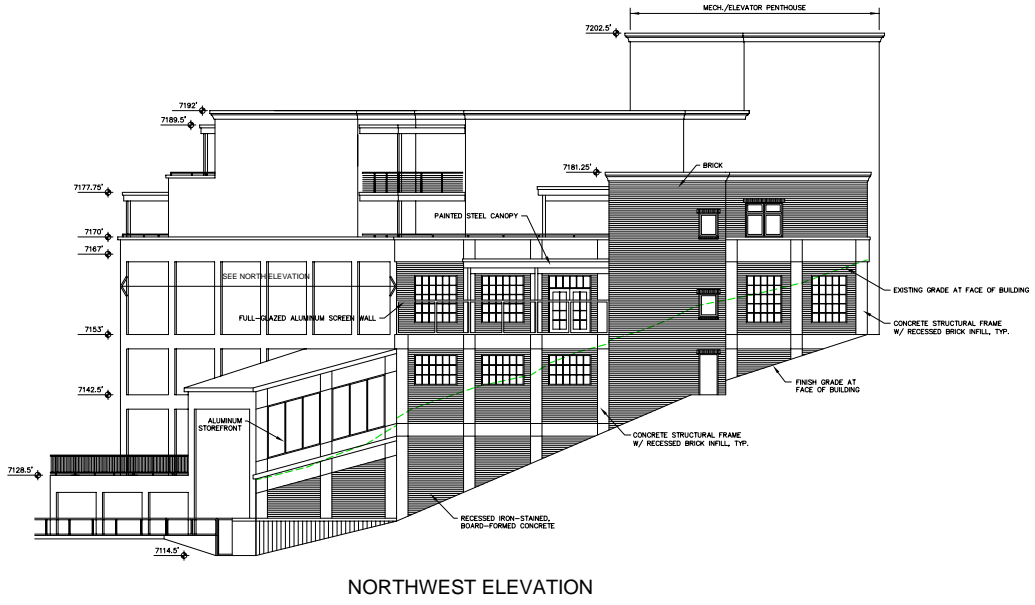 MECH./ELEVATOR PENTHOUSE
7202.5'
7192'
7189.5'
7181.25'
BRICK
7177.75'
PAINTED STEEL CANOPY
7170'
7167'
SEE NORTH ELEVATION
EXISTING GRADE AT FACE OF BUILDING
FULL-GLAZED ALUMINUM SCREEN WALL
CONCRETE STRUCTURAL FRAME
W/ RECESSED BRICK INFILL, TYP.
7153'
FINISH GRADE AT
FACE OF BUILDING
7142.5'
ALUMINUM
STOREFRONT
CONCRETE STRUCTURAL FRAME
W/ RECESSED BRICK INFILL, TYP.
7128.5'
RECESSED IRON-STAINED,
BOARD-FORMED CONCRETE
7114.5'
NORTHWEST ELEVATION